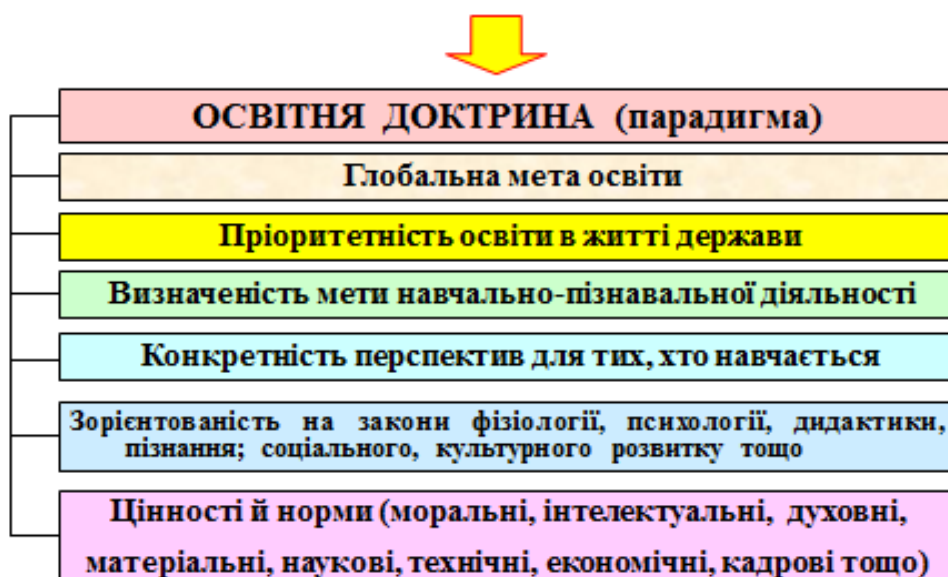 ОСВІТНЯ ДОКТРИНА (парадигма)
Глобальна мета освіти
Пріоритетність освіти в житті держави
Визначеність мети навчально-пізнавальної діяльності
Конкретність перспектив для тих, хто навчається
Зорієнтованість на закони фізіології, психології, дидактики,
пізнання; соціального, культурного розвитку тощо
Цінності й норми (моральні, інтелектуальні, духовні,
матеріальні, наукові, технічні, економічні, кадрові тощо)